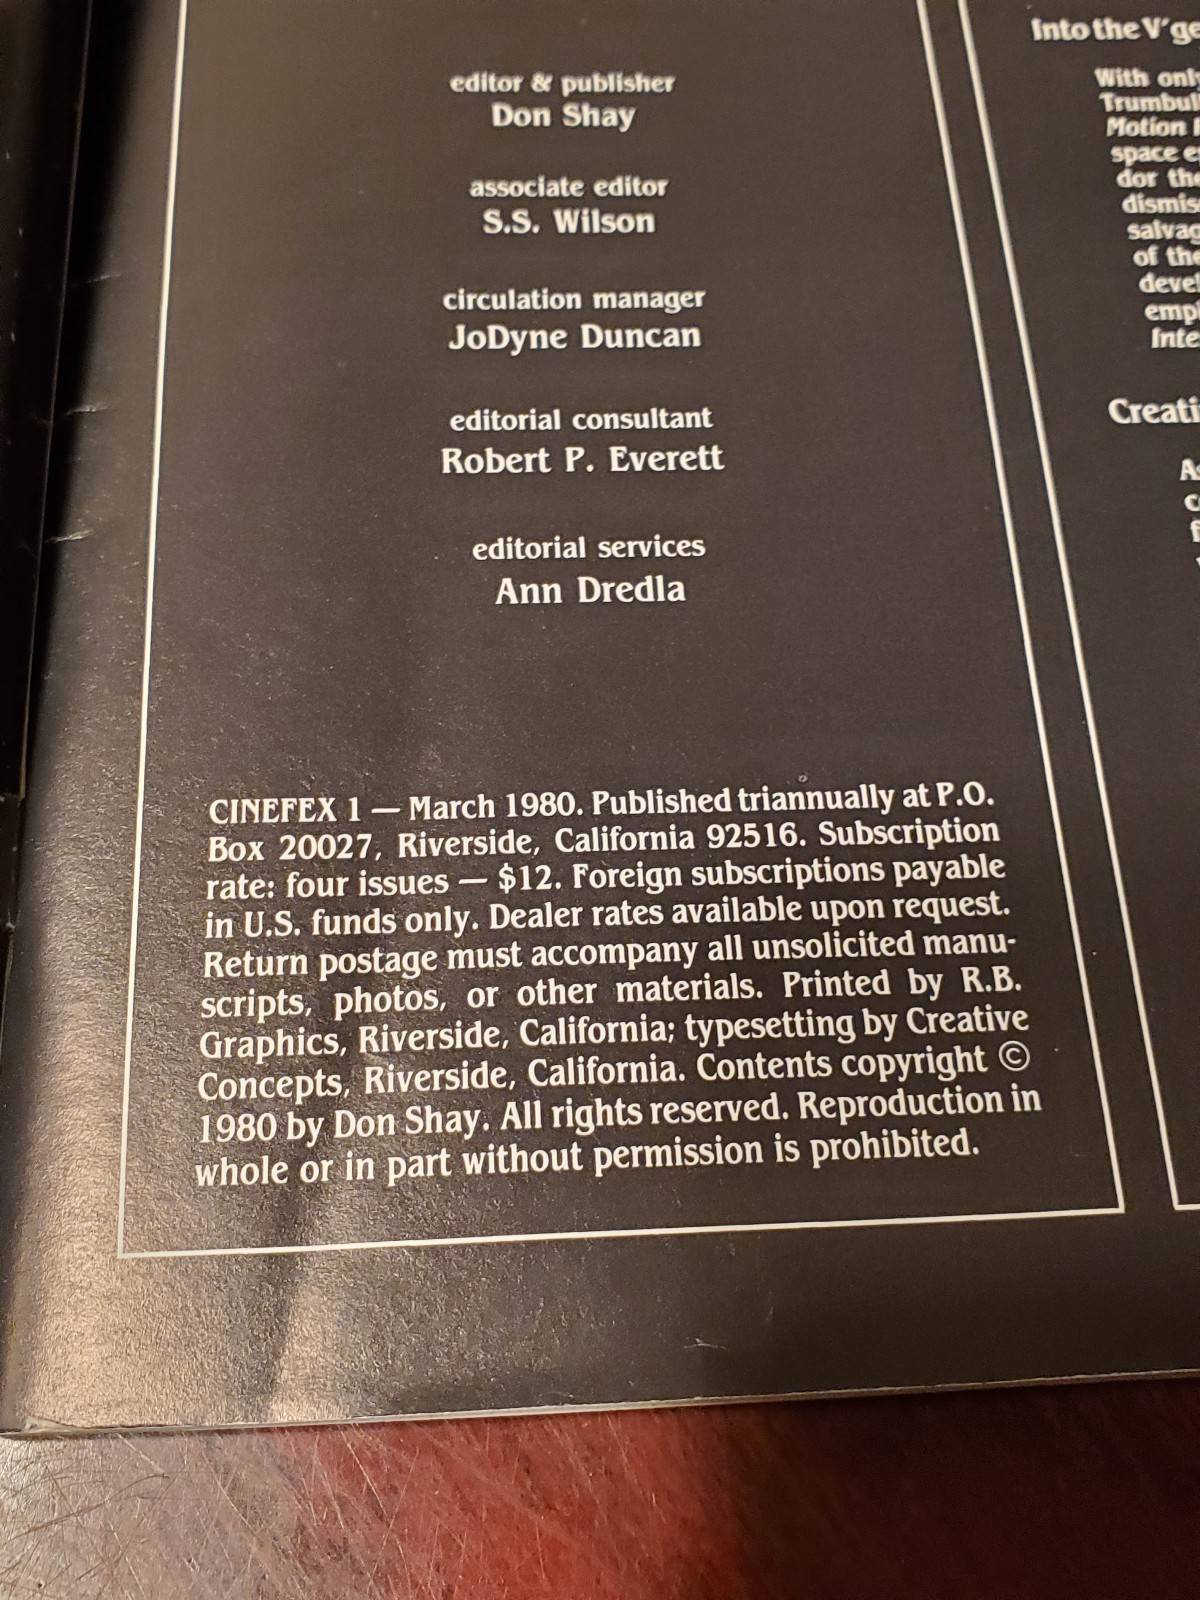 editor & publisher
Don Shay
associate editor
S.S. Wilson
circulation manager
JoDyne Duncan
editorial consultant
Robert P. Everett
editorial services
Ann Dredla
CINEFEX 1 — March 1980. Published triannually at P.O.
Box 20027, Riverside, California 92516. Subscription
rate: four issues — $12. Foreign subscriptions payable
in U.S. funds only. Dealer rates available upon request.
Return postage must accompany all unsolicited manu-
scripts, photos, or other materials. Printed by R.B.
Graphics, Riverside, California; typesetting by Creative
Concepts, Riverside, California. Contents copyright ©
1980 by Don Shay. All rights reserved. Reproduction in
whole or in part without permission is prohibited.
Into the V'ge
With only
Trumbul
Motion
space
dor the
dismis
salvag
of the
devel
emp
Inte
Creati